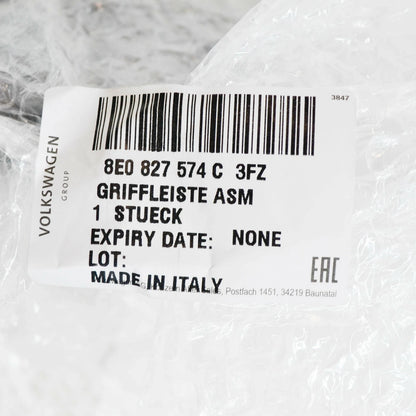 3847
VOLKSWAGEN
GROUP
8E0 827 574 C 3FZ
GRIFFLEISTE ASM
1 STUECK
EXPIRY DATE: NONE
LOT:
MADE IN ITALY
Sales, Postfach 1451, 34219 Baunatal
EAC